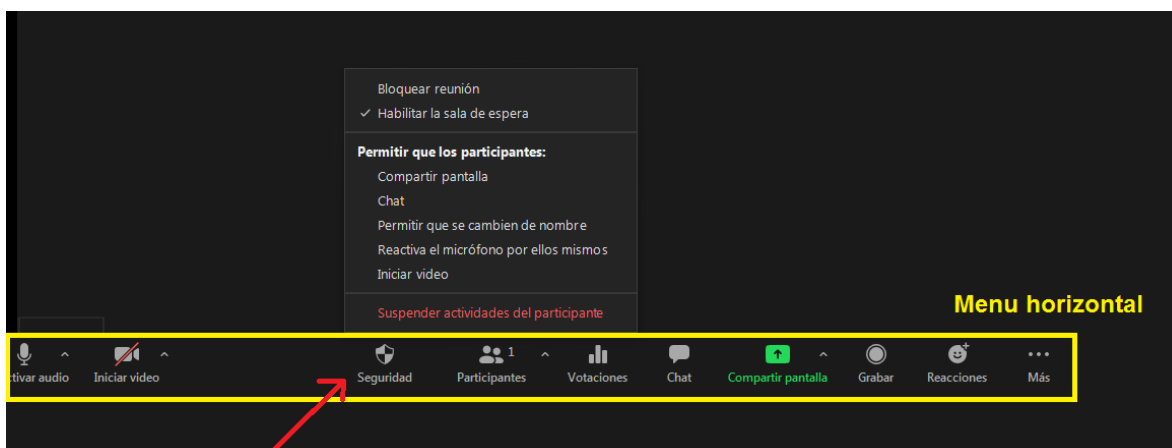 Bloquear reunión
Habilitar la sala de espera
Permitir que los participantes:
Compartir pantalla
Chat
Permitir que se cambien de nombre
Reactiva el micrófono por ellos mismos
Iniciar video
Suspender actividades del participante
Menu horizontal
1
ctivar audio Iniciar video Seguridad Participantes Votaciones Chat Compartir pantalla Grabar Reacciones Más